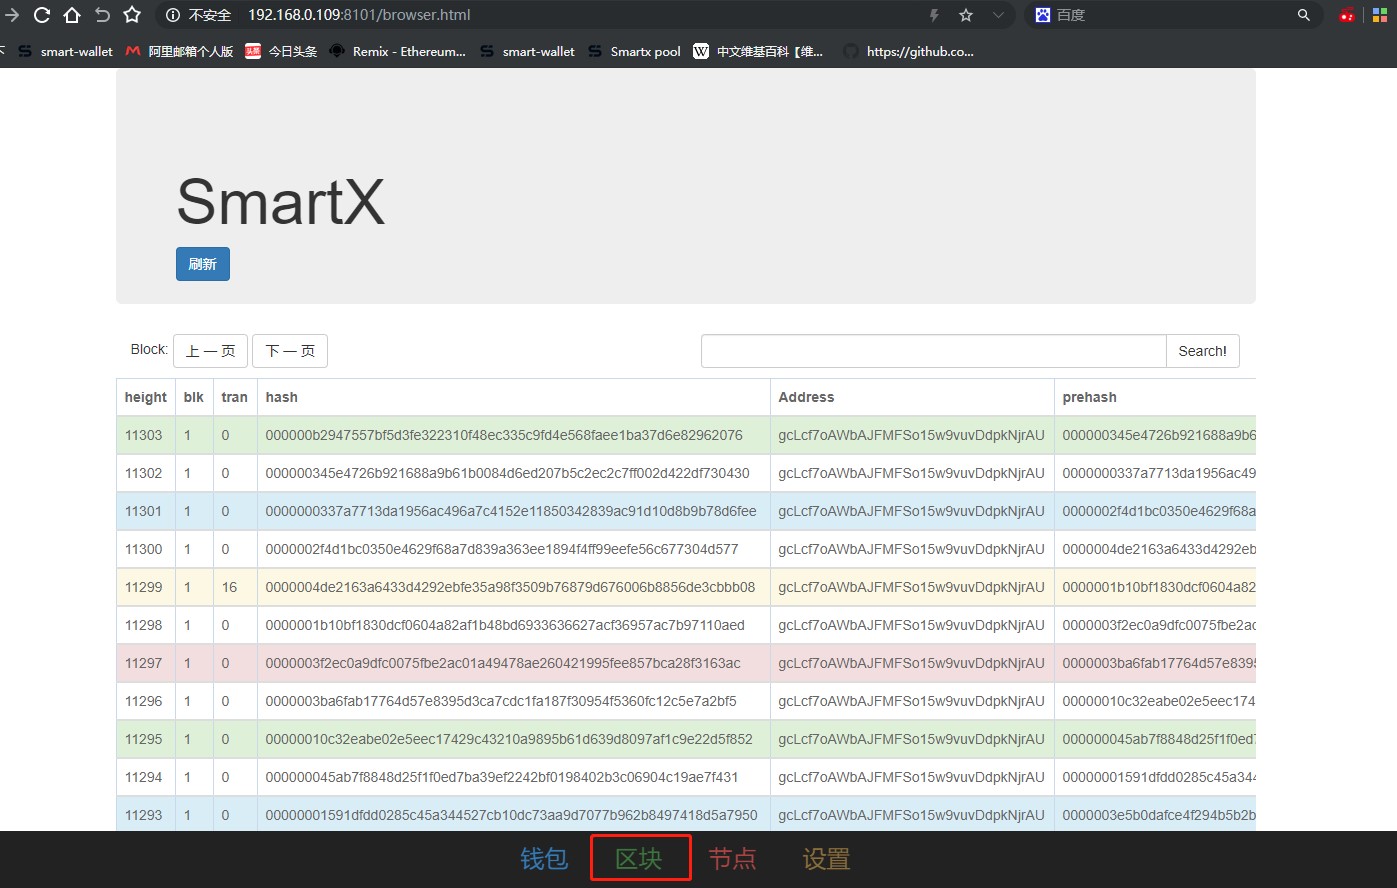 不安全 192.168.0.109:8101/browser.html 百度
smart-wallet 阿里邮箱个人版 头条 今日头条 Remix - Ethereum... smart-wallet Smartx pool W 中文维基百科【维... https://github.co...
SmartX
刷新
Block: 上一页 下一页 Search!
height blk tran hash Address prehash
11303 1 0 000000b2947557bf5d3fe322310f48ec335c9fd4e568faee1ba37d6e82962076 gcLcf7oAWbAJFMFSo15w9vuvDdpkNjrAU 000000345e4726b921688a9b6
11302 1 0 000000345e4726b921688a9b61b0084d6ed207b5c2ec2c7ff002d422df730430 gcLcf7oAWbAJFMFSo15w9vuvDdpkNjrAU 0000000337a7713da1956ac49
11301 1 0 0000000337a7713da1956ac496a7c4152e11850342839ac91d10d8b9b78d6fee gcLcf7oAWbAJFMFSo15w9vuvDdpkNjrAU 0000002f4d1bc0350e4629f68a
11300 1 0 0000002f4d1bc0350e4629f68a7d839a363ee1894f4ff99eefe56c677304d577 gcLcf7oAWbAJFMFSo15w9vuvDdpkNjrAU 0000004de2163a6433d4292eb
11299 1 16 0000004de2163a6433d4292ebfe35a98f3509b76879d676006b8856de3cbbb08 gcLcf7oAWbAJFMFSo15w9vuvDdpkNjrAU 0000001b10bf1830dcf0604a82
11298 1 0 0000001b10bf1830dcf0604a82af1b48bd6933636627acf36957ac7b97110aed gcLcf7oAWbAJFMFSo15w9vuvDdpkNjrAU 0000003f2ec0a9dfc0075fbe2ac
11297 1 0 0000003f2ec0a9dfc0075fbe2ac01a49478ae260421995fee857bca28f3163ac gcLcf7oAWbAJFMFSo15w9vuvDdpkNjrAU 0000003ba6fab17764d57e8395
11296 1 0 0000003ba6fab17764d57e8395d3ca7cdc1fa187f30954f5360fc12c5e7a2bf5 gcLcf7oAWbAJFMFSo15w9vuvDdpkNjrAU 00000010c32eabe02e5eec174
11295 1 0 00000010c32eabe02e5eec17429c43210a9895b61d639d8097af1c9e22d5f852 gcLcf7oAWbAJFMFSo15w9vuvDdpkNjrAU 000000045ab7f8848d25f1f0ed7
11294 1 0 000000045ab7f8848d25f1f0ed7ba39ef2242bf0198402b3c06904c19ae7f431 gcLcf7oAWbAJFMFSo15w9vuvDdpkNjrAU 00000001591dfdd0285c45a344
11293 1 0 00000001591dfdd0285c45a344527cb10dc73aa9d7077b962b8497418d5a7950 gcLcf7oAWbAJFMFSo15w9vuvDdpkNjrAU 0000003e5b0dafce4f294b5b2b
钱包 区块 节点 设置